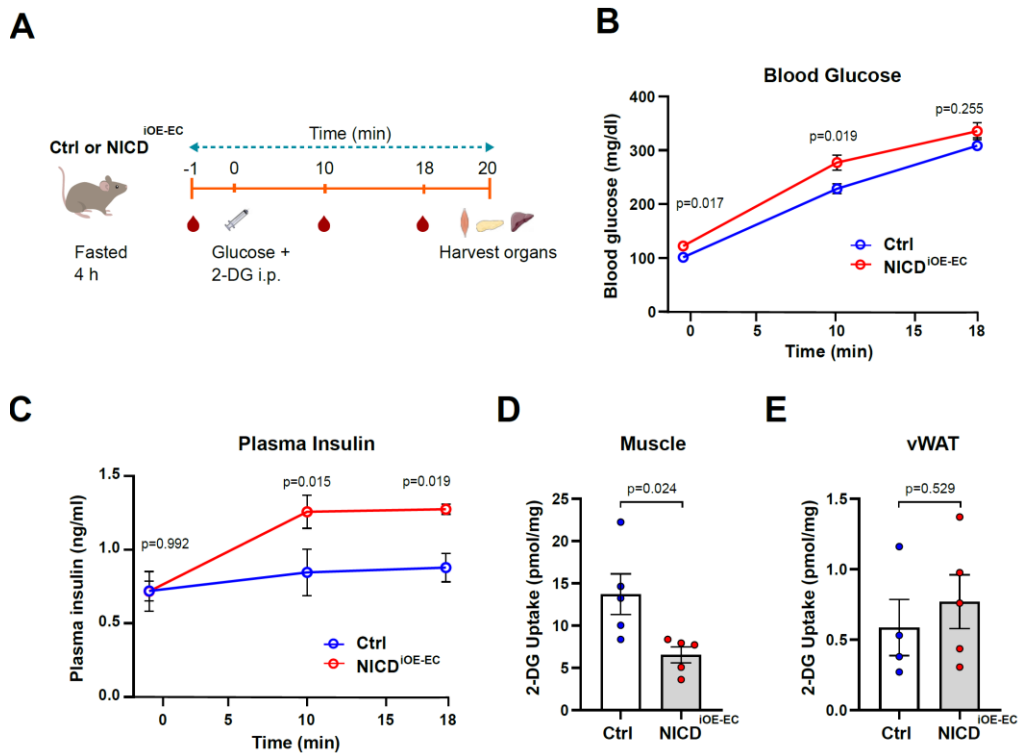 A
Ctrl or NICD^iOE-EC
Time (min)
-1 0 10 18 20
Fasted
4 h
Glucose +
2-DG i.p.
Harvest organs
B
Blood Glucose
Blood glucose (mg/dl)
400
300
200
100
0
p=0.017
p=0.019
p=0.255
Ctrl
NICD^iOE-EC
0 5 10 15 18
Time (min)
C
Plasma Insulin
Plasma insulin (ng/ml)
1.5
1.0
0.5
0.0
p=0.992
p=0.015
p=0.019
Ctrl
NICD^iOE-EC
0 5 10 15 18
Time (min)
D
Muscle
p=0.024
2-DG Uptake (pmol/mg)
25
20
15
10
5
0
Ctrl NICD^iOE-EC
E
vWAT
p=0.529
2-DG Uptake (pmol/mg)
1.5
1.0
0.5
0.0
Ctrl NICD^iOE-EC